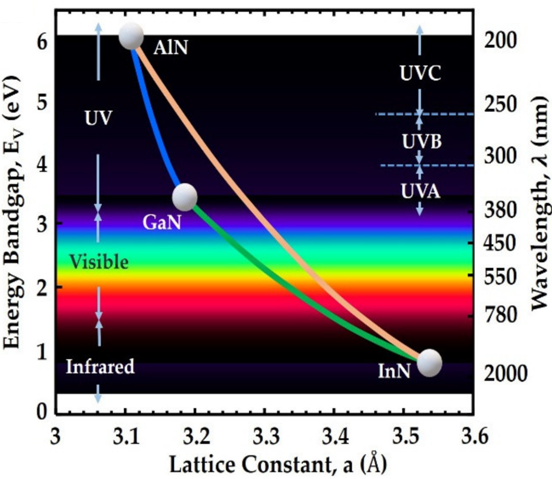 Energy Bandgap, Eᵥ (eV)
6
5
4
3
2
1
0
AlN
GaN
InN
UV
Visible
Infrared
UVC
UVB
UVA
200
250
300
380
450
550
780
2000
Wavelength, λ (nm)
3
3.1
3.2
3.3
3.4
3.5
3.6
Lattice Constant, a (Å)